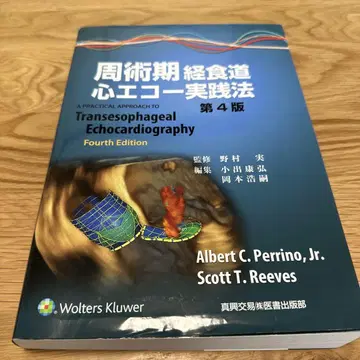 周術期 経食道
心エコー実践法
第4版
A PRACTICAL APPROACH TO
Transesophageal
Echocardiography
Fourth Edition
監修 野村 実
編集 小出康弘
岡本浩嗣
Albert C. Perrino, Jr.
Scott T. Reeves
Wolters Kluwer
真興交易㈱医書出版部